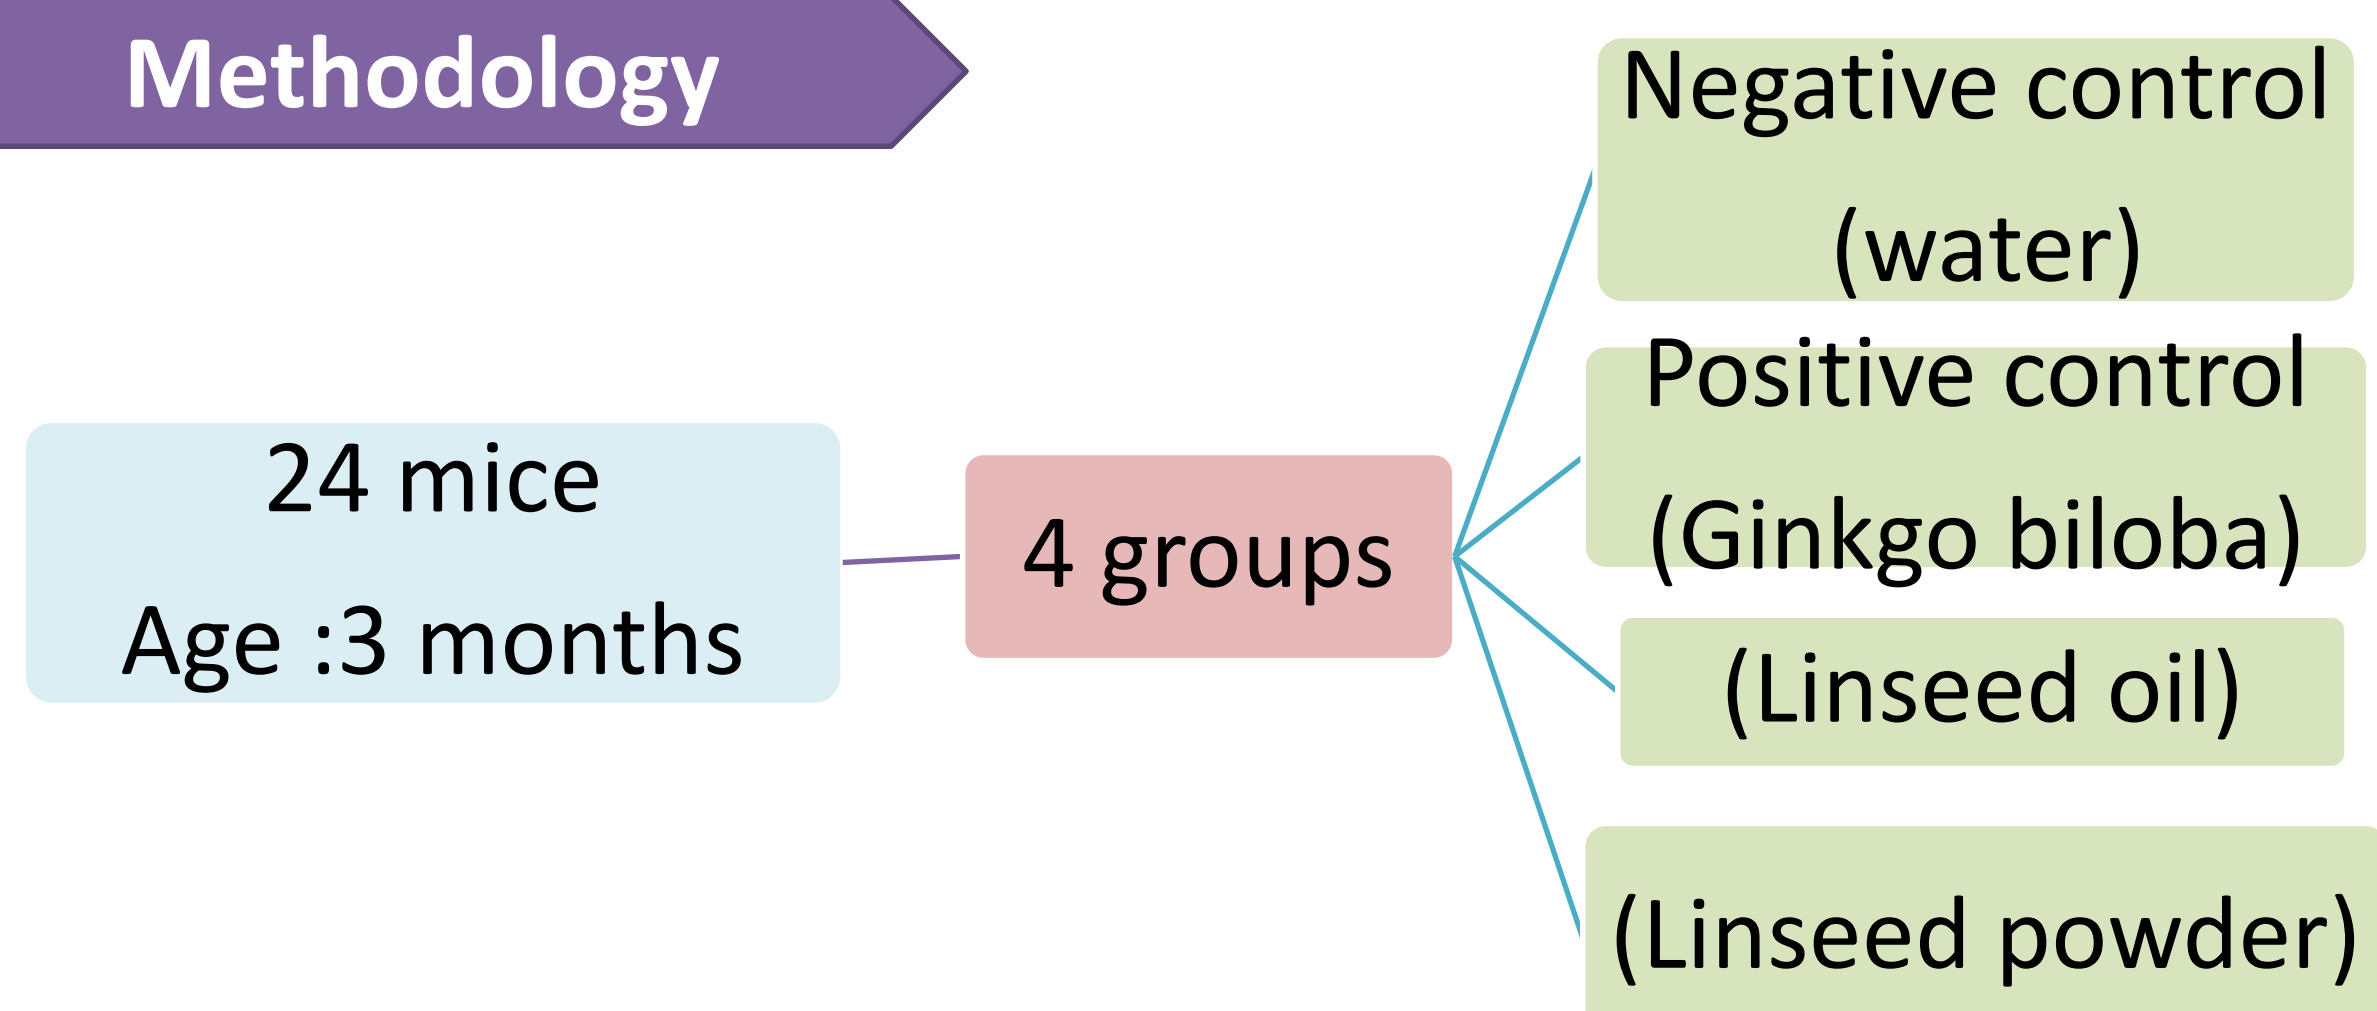 Methodology
24 mice
Age :3 months
4 groups
Negative control
(water)
Positive control
(Ginkgo biloba)
(Linseed oil)
(Linseed powder)